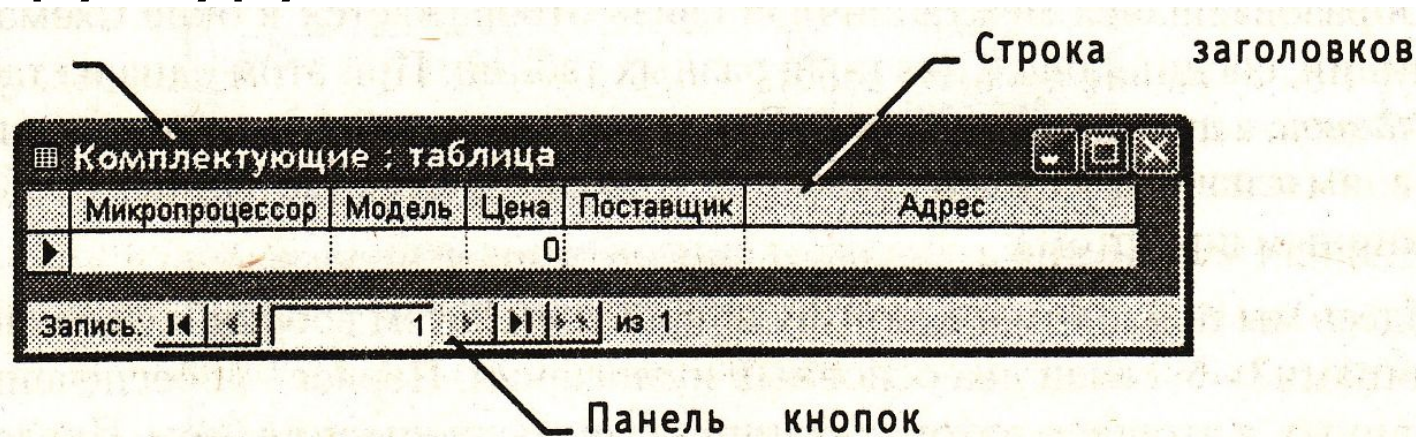 Строка заголовков
Комплектующие : таблица
Микропроцессор Модель Цена Поставщик Адрес
0
Запись: 1 из 1
Панель кнопок